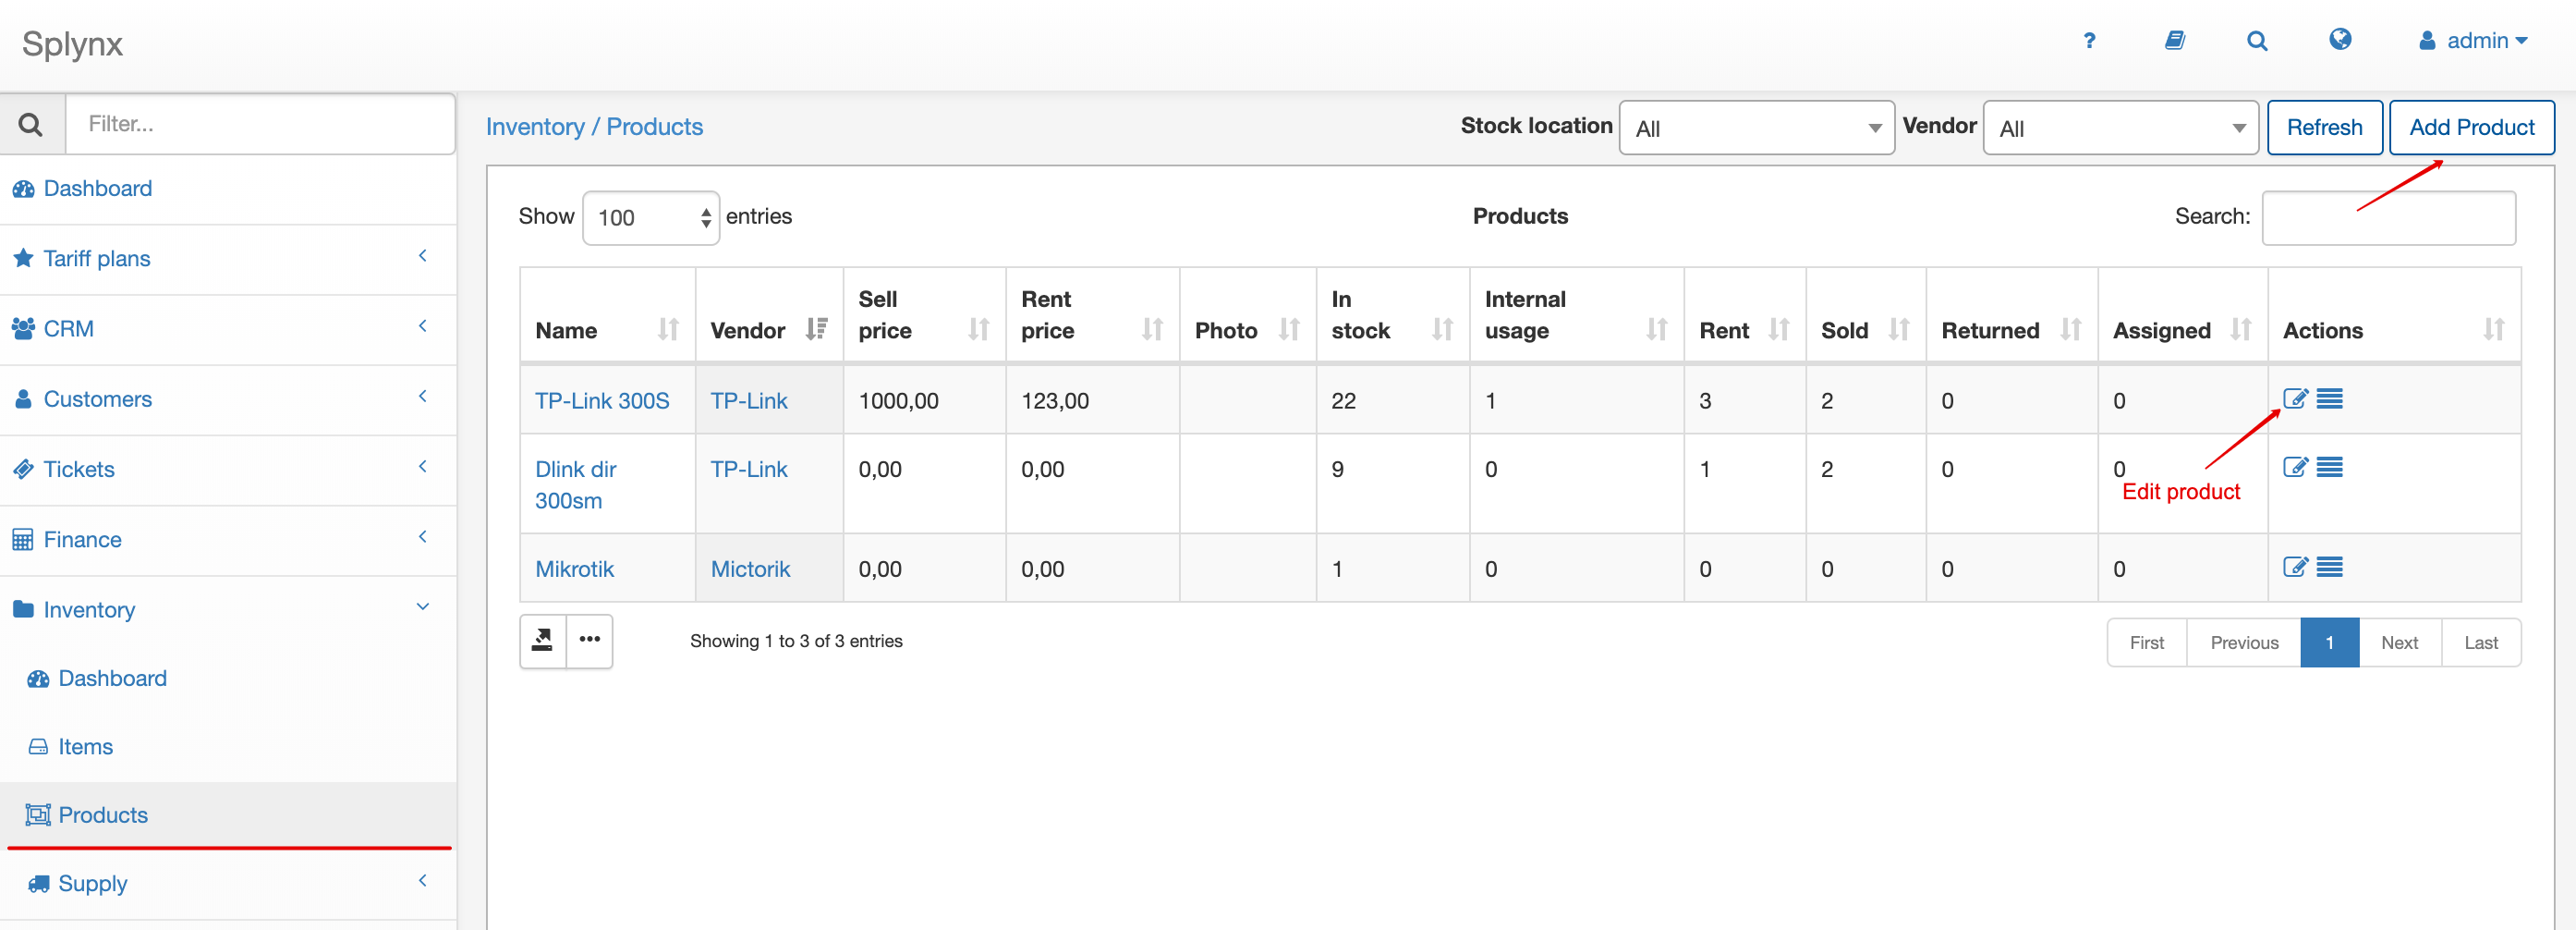 Splynx
? admin
Filter...
Inventory / Products Stock location All Vendor All Refresh Add Product
Dashboard
Tariff plans
CRM
Customers
Tickets
Finance
Inventory
Dashboard
Items
Products
Supply
Show 100 entries Products Search:
Name Vendor Sell price Rent price Photo In stock Internal usage Rent Sold Returned Assigned Actions
TP-Link 300S TP-Link 1000,00 123,00 22 1 3 2 0 0
Dlink dir 300sm TP-Link 0,00 0,00 9 0 1 2 0 0
Edit product
Mikrotik Mictorik 0,00 0,00 1 0 0 0 0 0
Showing 1 to 3 of 3 entries First Previous 1 Next Last